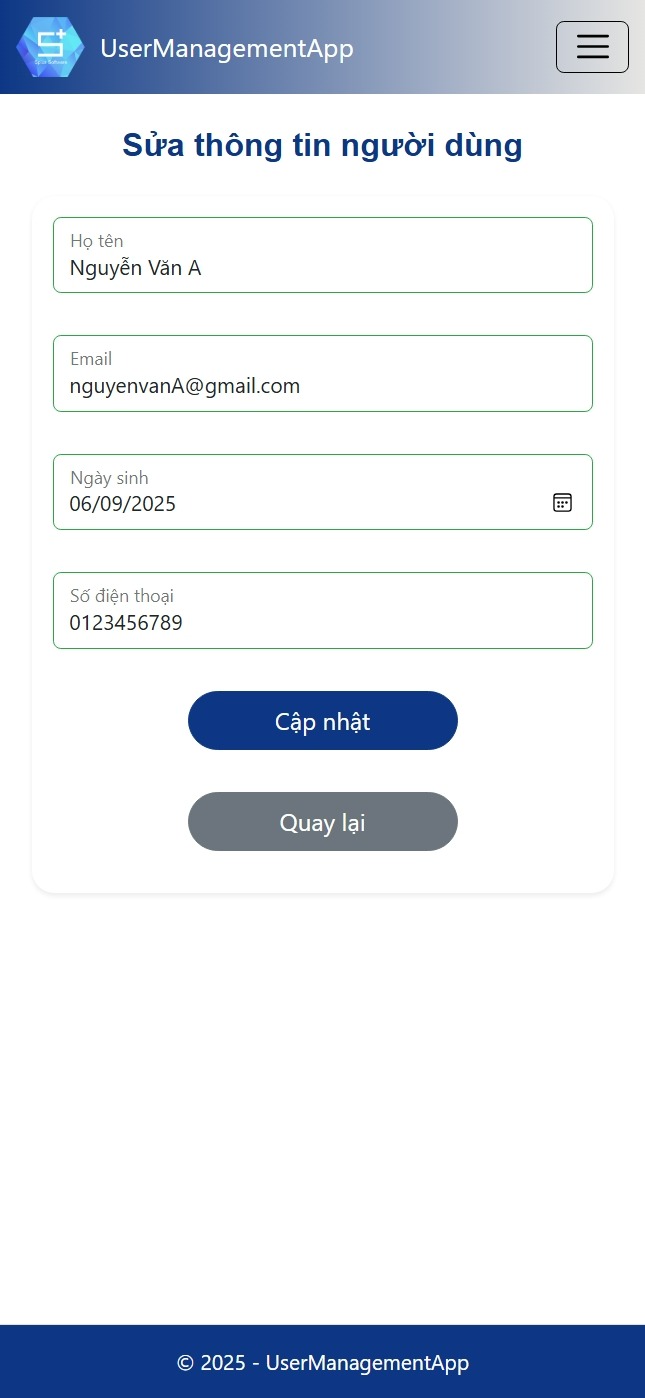 UserManagementApp
Sửa thông tin người dùng
Họ tên
Nguyễn Văn A
Email
nguyenvanA@gmail.com
Ngày sinh
06/09/2025
Số điện thoại
0123456789
Cập nhật
Quay lại
© 2025 - UserManagementApp